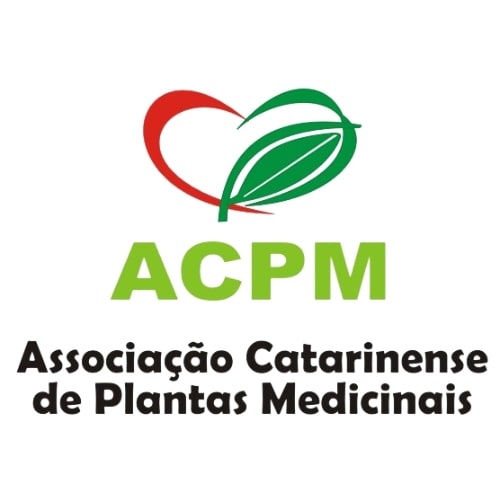 ACPM
Associação Catarinense
de Plantas Medicinais